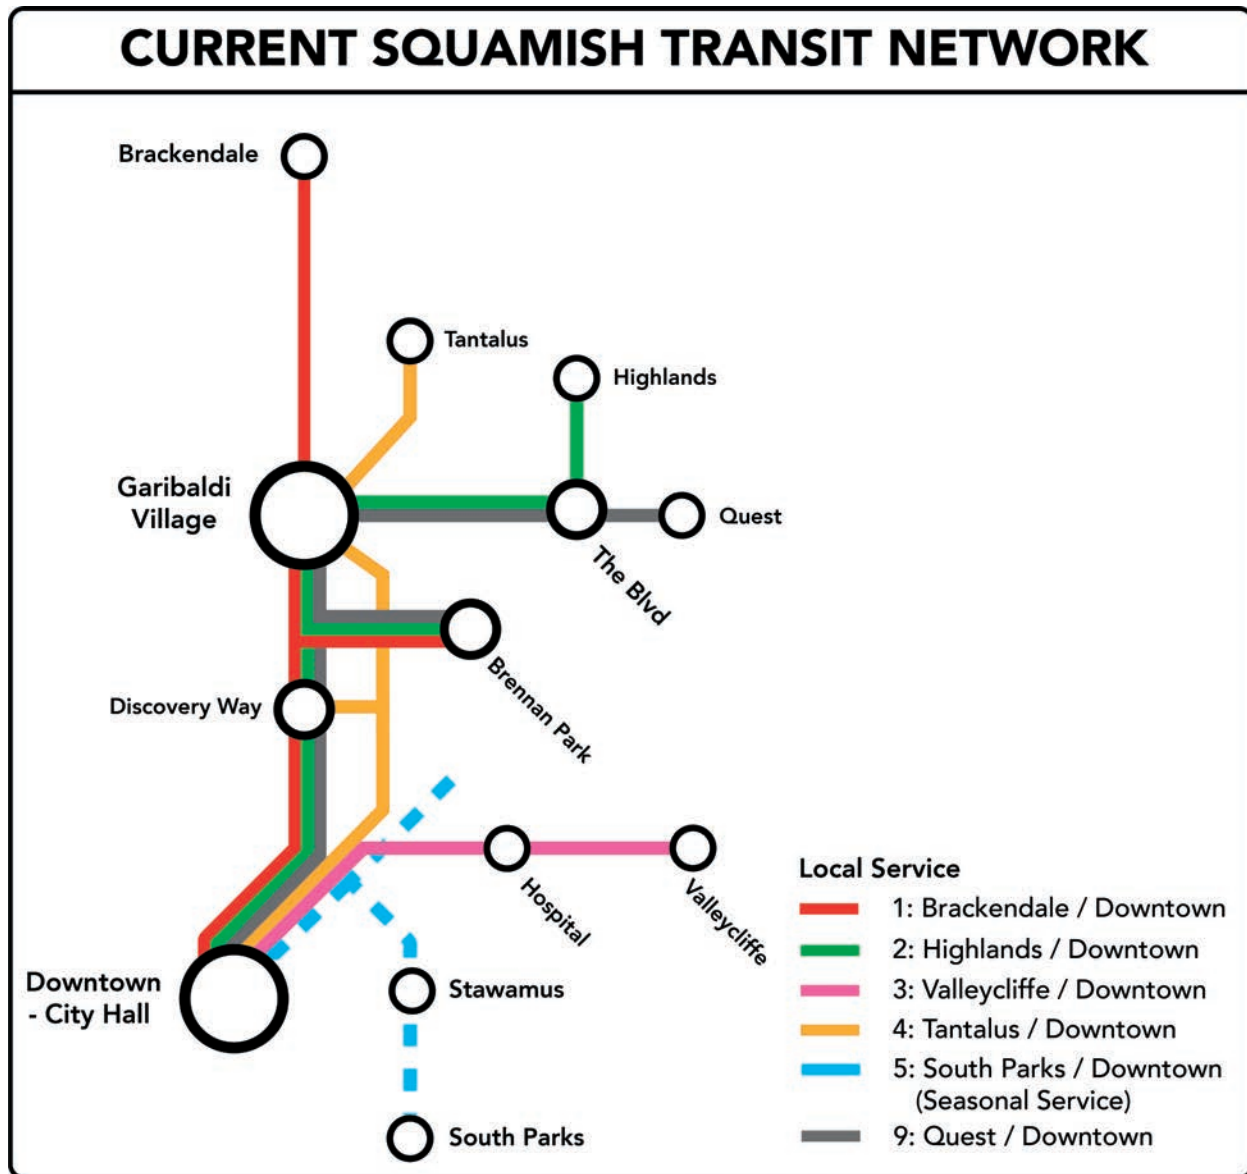 CURRENT SQUAMISH TRANSIT NETWORK
Brackendale
Tantalus
Highlands
Garibaldi
Village
Quest
The Blvd
Brennan Park
Discovery Way
Hospital
Valleycliffe
Downtown
- City Hall
Stawamus
South Parks
Local Service
1: Brackendale / Downtown
2: Highlands / Downtown
3: Valleycliffe / Downtown
4: Tantalus / Downtown
5: South Parks / Downtown
(Seasonal Service)
9: Quest / Downtown